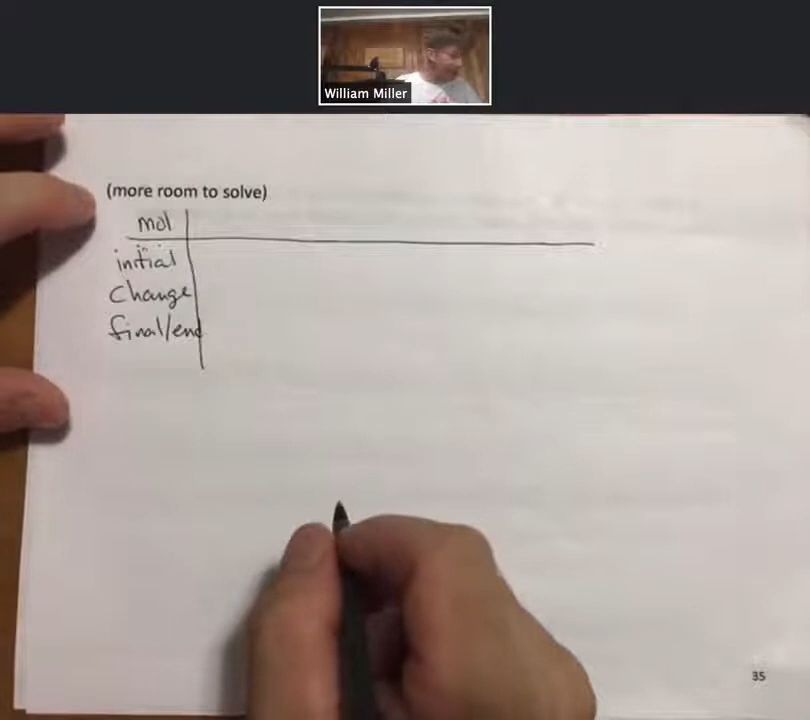 William Miller
(more room to solve)
mol
initial
Change
final/end
35